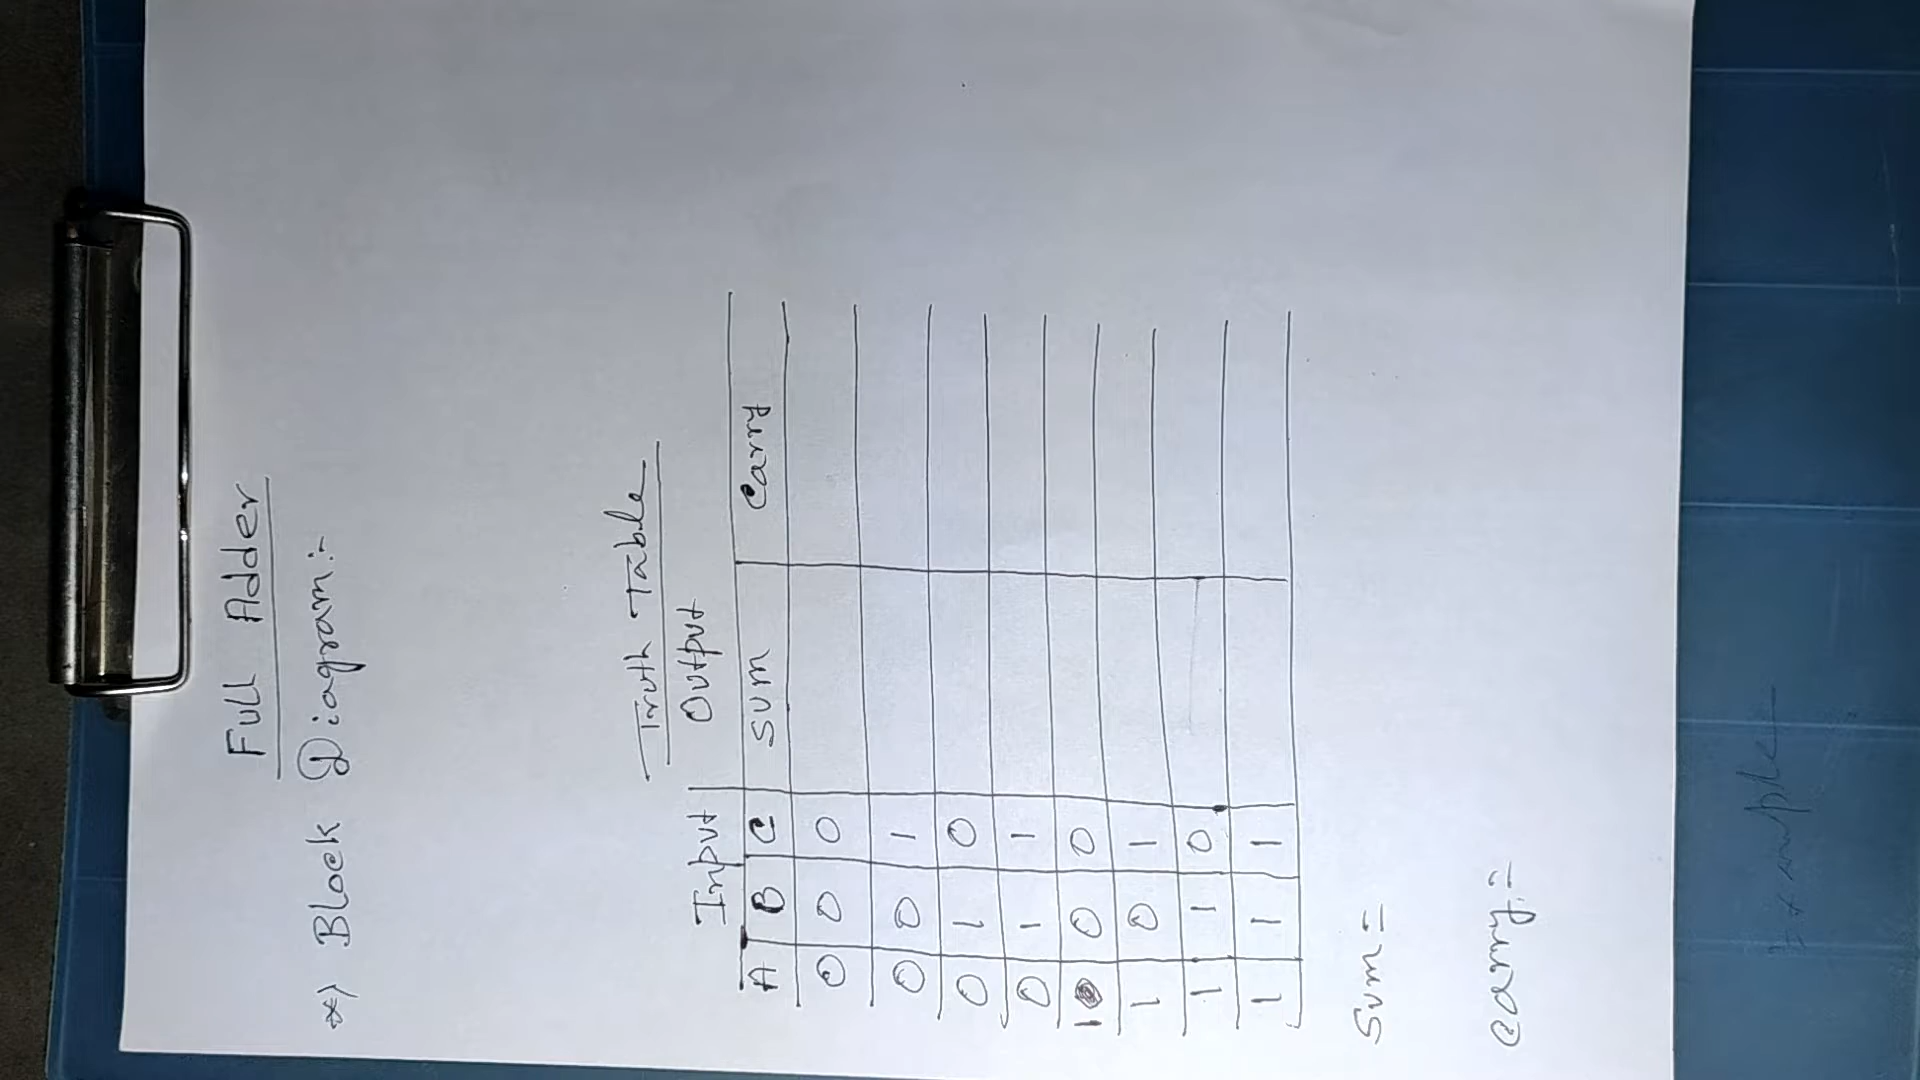 Full Adder
*) Block Diagram:-
Truth Table
Input Output
A B C Sum Carry
0 0 0
0 0 1
0 1 0
0 1 1
1 0 0
1 0 1
1 1 0
1 1 1
Sum =
Carry :=